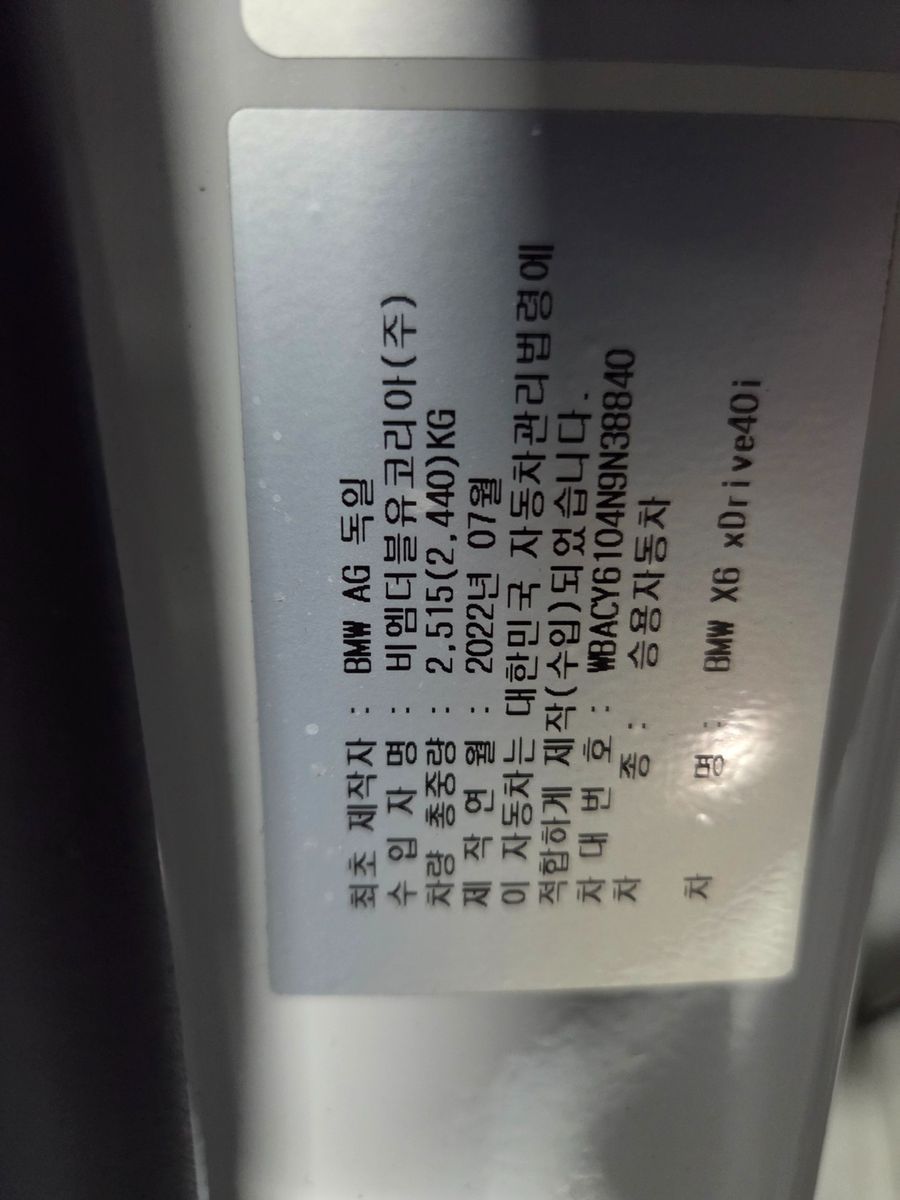 최초 제작자 : BMW AG 독일
수 입 자 명 : 비엠더블유코리아(주)
차량 총중량 : 2,515(2,440)KG
제 작 연 월 : 2022년 07월
이 자동차는 대한민국 자동차관리법령에
적합하게 제작(수입)되었습니다.
차 대 번 호 : WBACY6104N9N38840
차 종 : 승용자동차
차 명 : BMW X6 xDrive40i